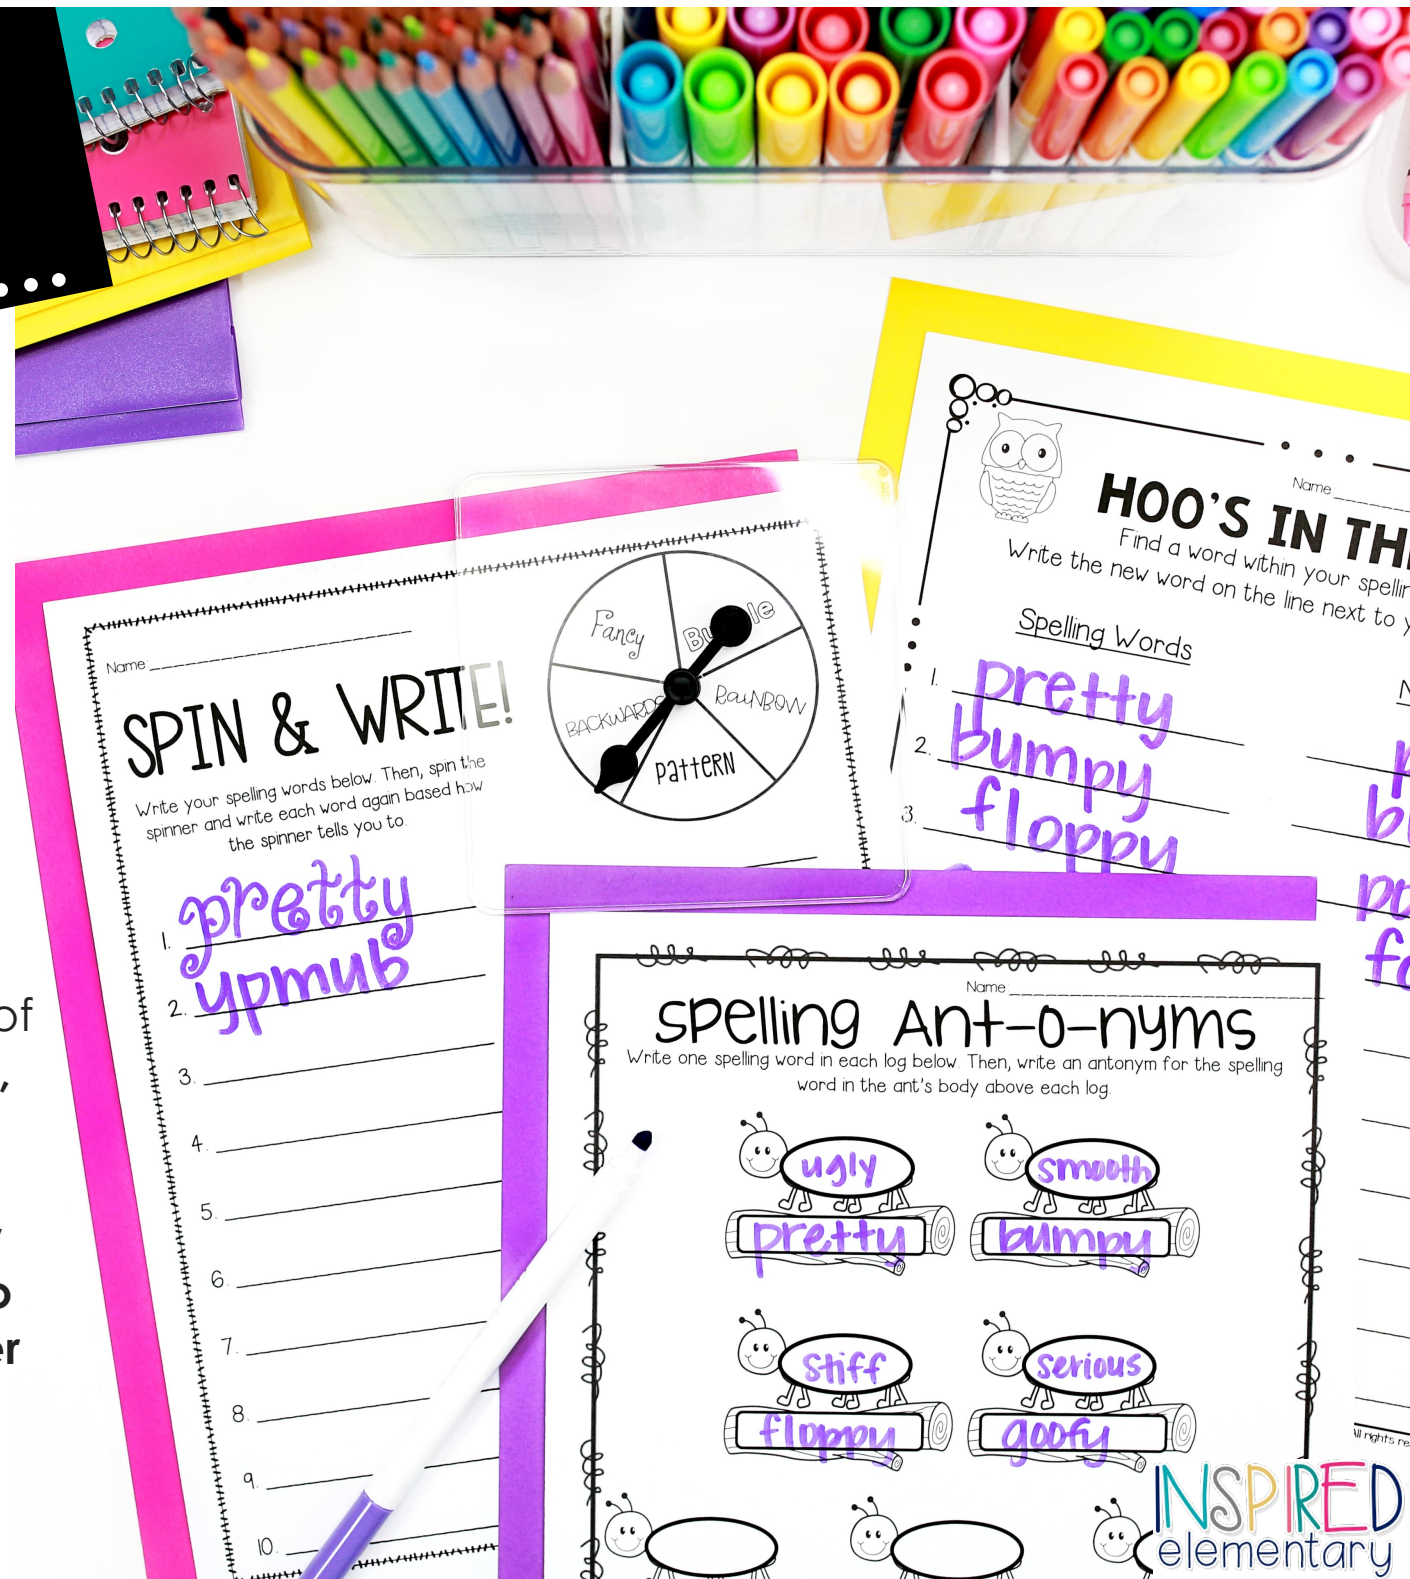 of
,
er
Name
SPIN & WRITE!
Write your spelling words below. Then, spin the
spinner and write each word again based how
the spinner tells you to.
Fancy
Bubble
RaiNBOW
PatteRN
BACKWARDS
1. pretty
2. ypmub
3.
4.
5.
6.
7.
8.
9.
10.
Name
HOO'S IN TH
Find a word within your spellin
Write the new word on the line next to y
Spelling Words
N
1. pretty
2. bumpy
3. floppy
Name:
Spelling Ant-o-nyms
Write one spelling word in each log below. Then, write an antonym for the spelling
word in the ant's body above each log.
ugly
smooth
pretty
bumpy
stiff
serious
floppy
goofy
All rights re
INSPIRED
elementary